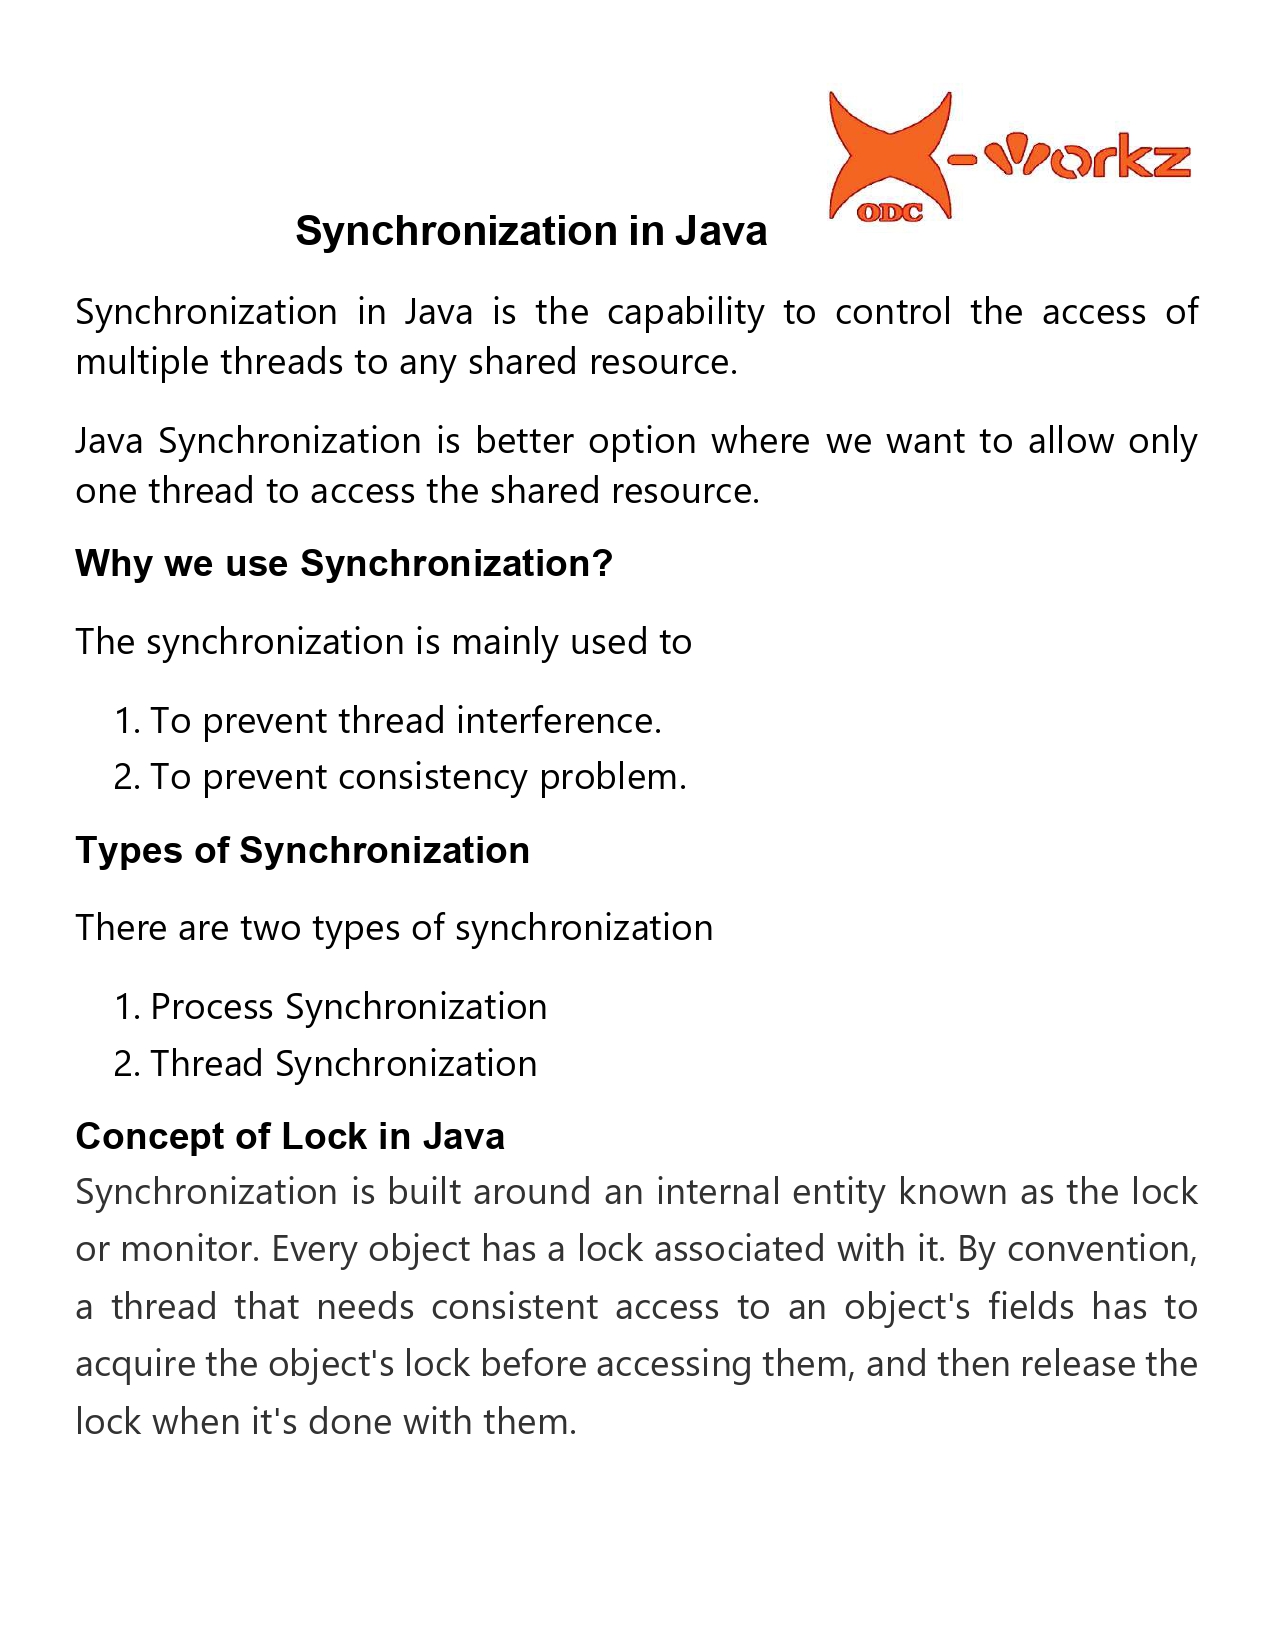 X-Workz
ODC
Synchronization in Java
Synchronization in Java is the capability to control the access of
multiple threads to any shared resource.
Java Synchronization is better option where we want to allow only
one thread to access the shared resource.
Why we use Synchronization?
The synchronization is mainly used to
1. To prevent thread interference.
2. To prevent consistency problem.
Types of Synchronization
There are two types of synchronization
1. Process Synchronization
2. Thread Synchronization
Concept of Lock in Java
Synchronization is built around an internal entity known as the lock
or monitor. Every object has a lock associated with it. By convention,
a thread that needs consistent access to an object's fields has to
acquire the object's lock before accessing them, and then release the
lock when it's done with them.